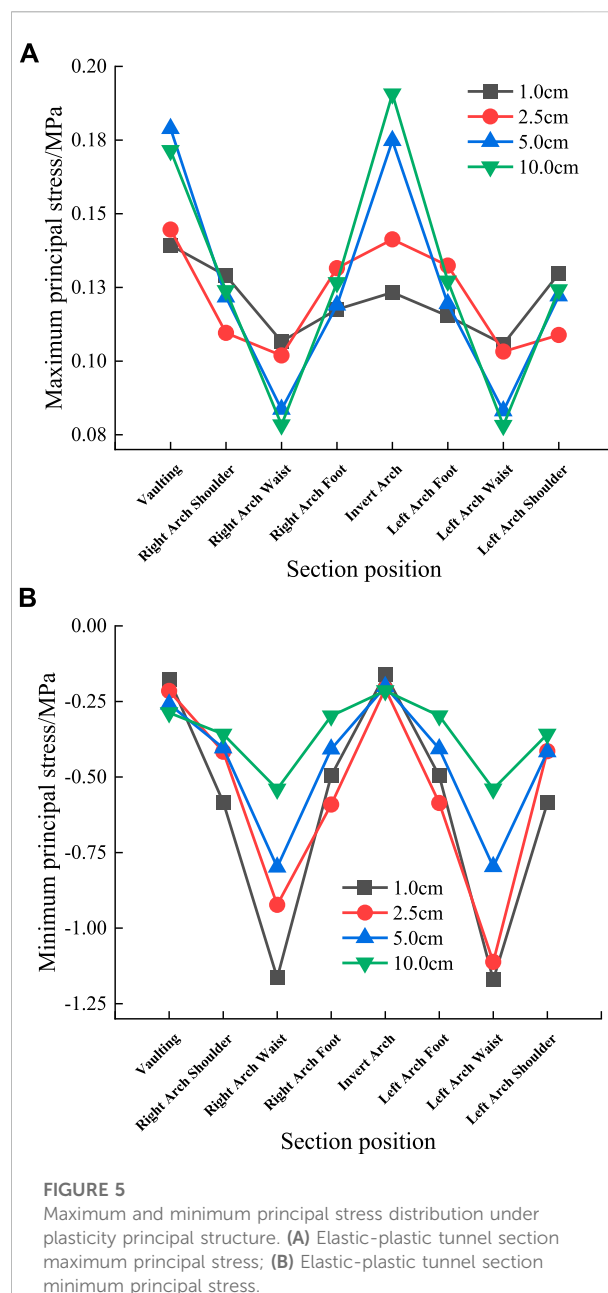 A
Maximum principal stress/MPa
0.20
0.18
0.15
0.13
0.10
0.08
1.0cm
2.5cm
5.0cm
10.0cm
Vaulting
Right Arch Shoulder
Right Arch Waist
Right Arch Foot
Invert Arch
Left Arch Foot
Left Arch Waist
Left Arch Shoulder
Section position
B
Minimum principal stress/MPa
0.00
-0.25
-0.50
-0.75
-1.00
-1.25
1.0cm
2.5cm
5.0cm
10.0cm
Vaulting
Right Arch Shoulder
Right Arch Waist
Right Arch Foot
Invert Arch
Left Arch Foot
Left Arch Waist
Left Arch Shoulder
Section position
FIGURE 5
Maximum and minimum principal stress distribution under
plasticity principal structure. (A) Elastic-plastic tunnel section
maximum principal stress; (B) Elastic-plastic tunnel section
minimum principal stress.